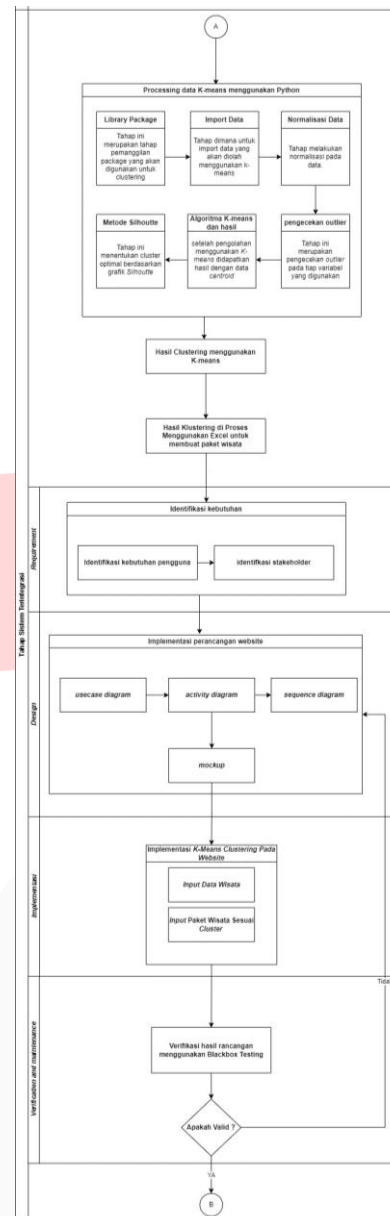 A
Processing data K-means menggunakan Python
Library Package
Tahap ini
merupakan tahap
pemanggilan
package yang akan
digunakan untuk
clustering
Import Data
Tahap dimana untuk
import data yang
akan diolah
menggunakan k-
means
Normalisasi Data
Tahap melakukan
normalisasi pada
data.
Metode Silhoutte
Tahap ini
menentukan cluster
optimal berdasarkan
grafik Silhoutte
Algoritma K-means
dan hasil
setelah pengolahan
menggunakan K-
means didapatkan
hasil dengan data
centroid
pengecekan outlier
Tahap ini
merupakan
pengecekan outlier
pada tiap variabel
yang digunakan
Hasil Clustering menggunakan
K-means
Hasil Klustering di Proses
Menggunakan Excel untuk
membuat paket wisata
Tahap Sistem Terintegrasi
Requirement
Identifikasi kebutuhan
Identifikasi kebutuhan pengguna
identifkasi stakeholder
Design
Implementasi perancangan website
usecase diagram
activity diagram
sequence diagram
mockup
Implementasi
Implementasi K-Means Clustering Pada
Website
Input Data Wisata
Input Paket Wisata Sesuai
Cluster
Tida
Verification and maintenance
Verifikasi hasil rancangan
menggunakan Blackbox Testing
Apakah Valid ?
YA
B